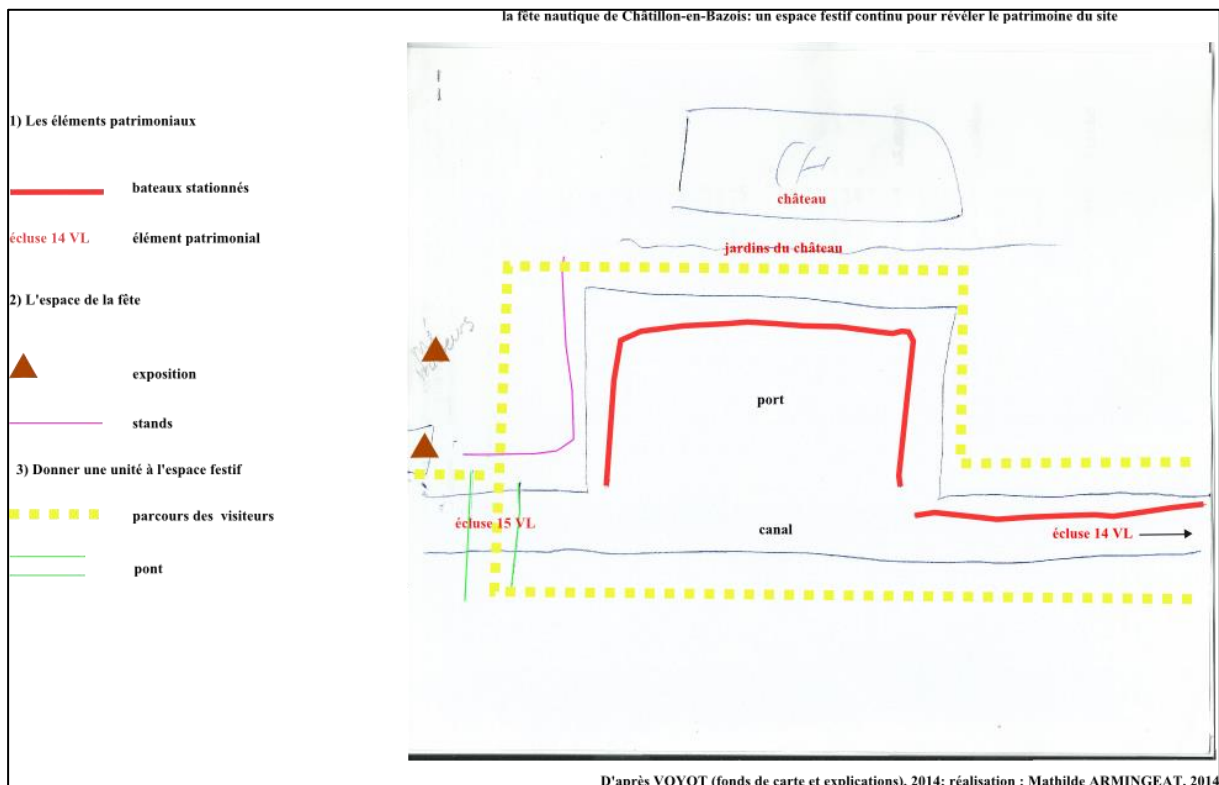 la fête nautique de Châtillon-en-Bazois: un espace festif continu pour révéler le patrimoine du site
1) Les éléments patrimoniaux
bateaux stationnés
écluse 14 VL élément patrimonial
2) L'espace de la fête
exposition
stands
3) Donner une unité à l'espace festif
parcours des visiteurs
pont
CH
château
jardins du château
port
écluse 15 VL
canal
écluse 14 VL
D'après VOYOT (fonds de carte et explications), 2014; réalisation : Mathilde ARMINGEAT, 2014